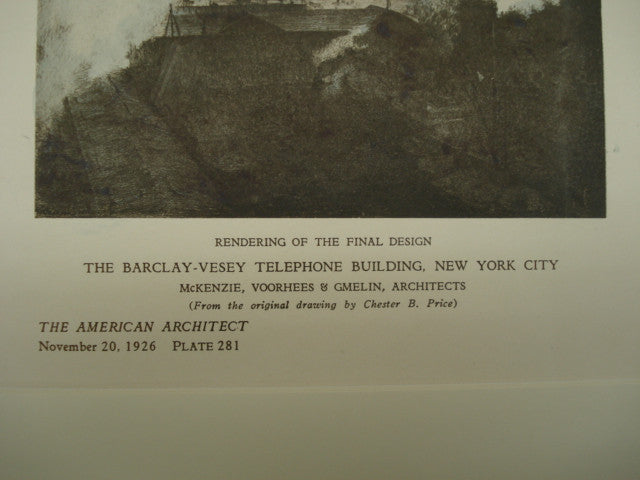 RENDERING OF THE FINAL DESIGN
THE BARCLAY-VESEY TELEPHONE BUILDING, NEW YORK CITY
McKENZIE, VOORHEES & GMELIN, ARCHITECTS
(From the original drawing by Chester B. Price)
THE AMERICAN ARCHITECT
November 20, 1926 PLATE 281